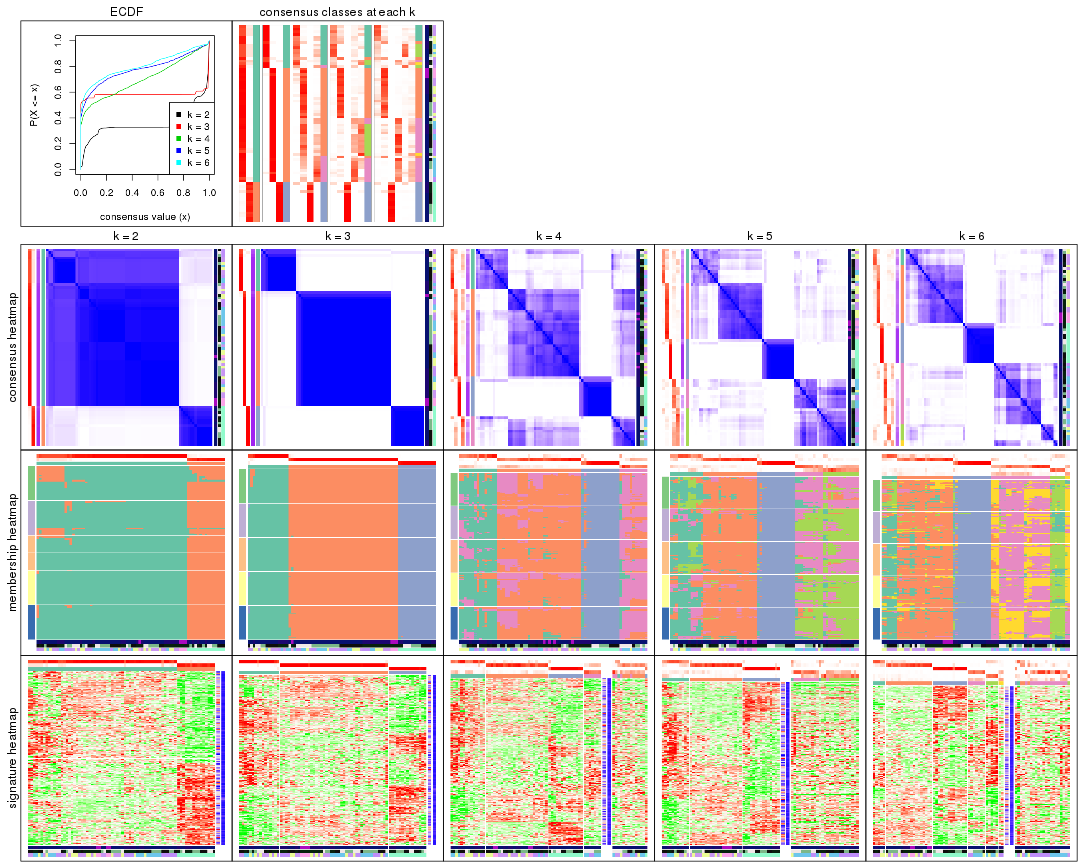 ECDF
consensus classes at each k
P(X <= x)
0.0 0.2 0.4 0.6 0.8 1.0
k = 2
k = 3
k = 4
k = 5
k = 6
0.0 0.2 0.4 0.6 0.8 1.0
consensus value (x)
k = 2 k = 3 k = 4 k = 5 k = 6
consensus heatmap
membership heatmap
signature heatmap